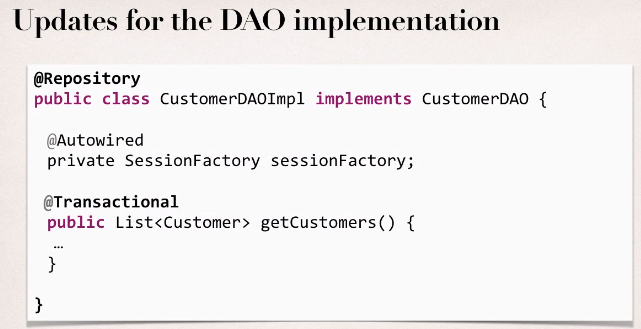 Updates for the DAO implementation
@Repository
public class CustomerDAOImpl implements CustomerDAO {
@Autowired
private SessionFactory sessionFactory;
@Transactional
public List<Customer> getCustomers() {
…
}
}